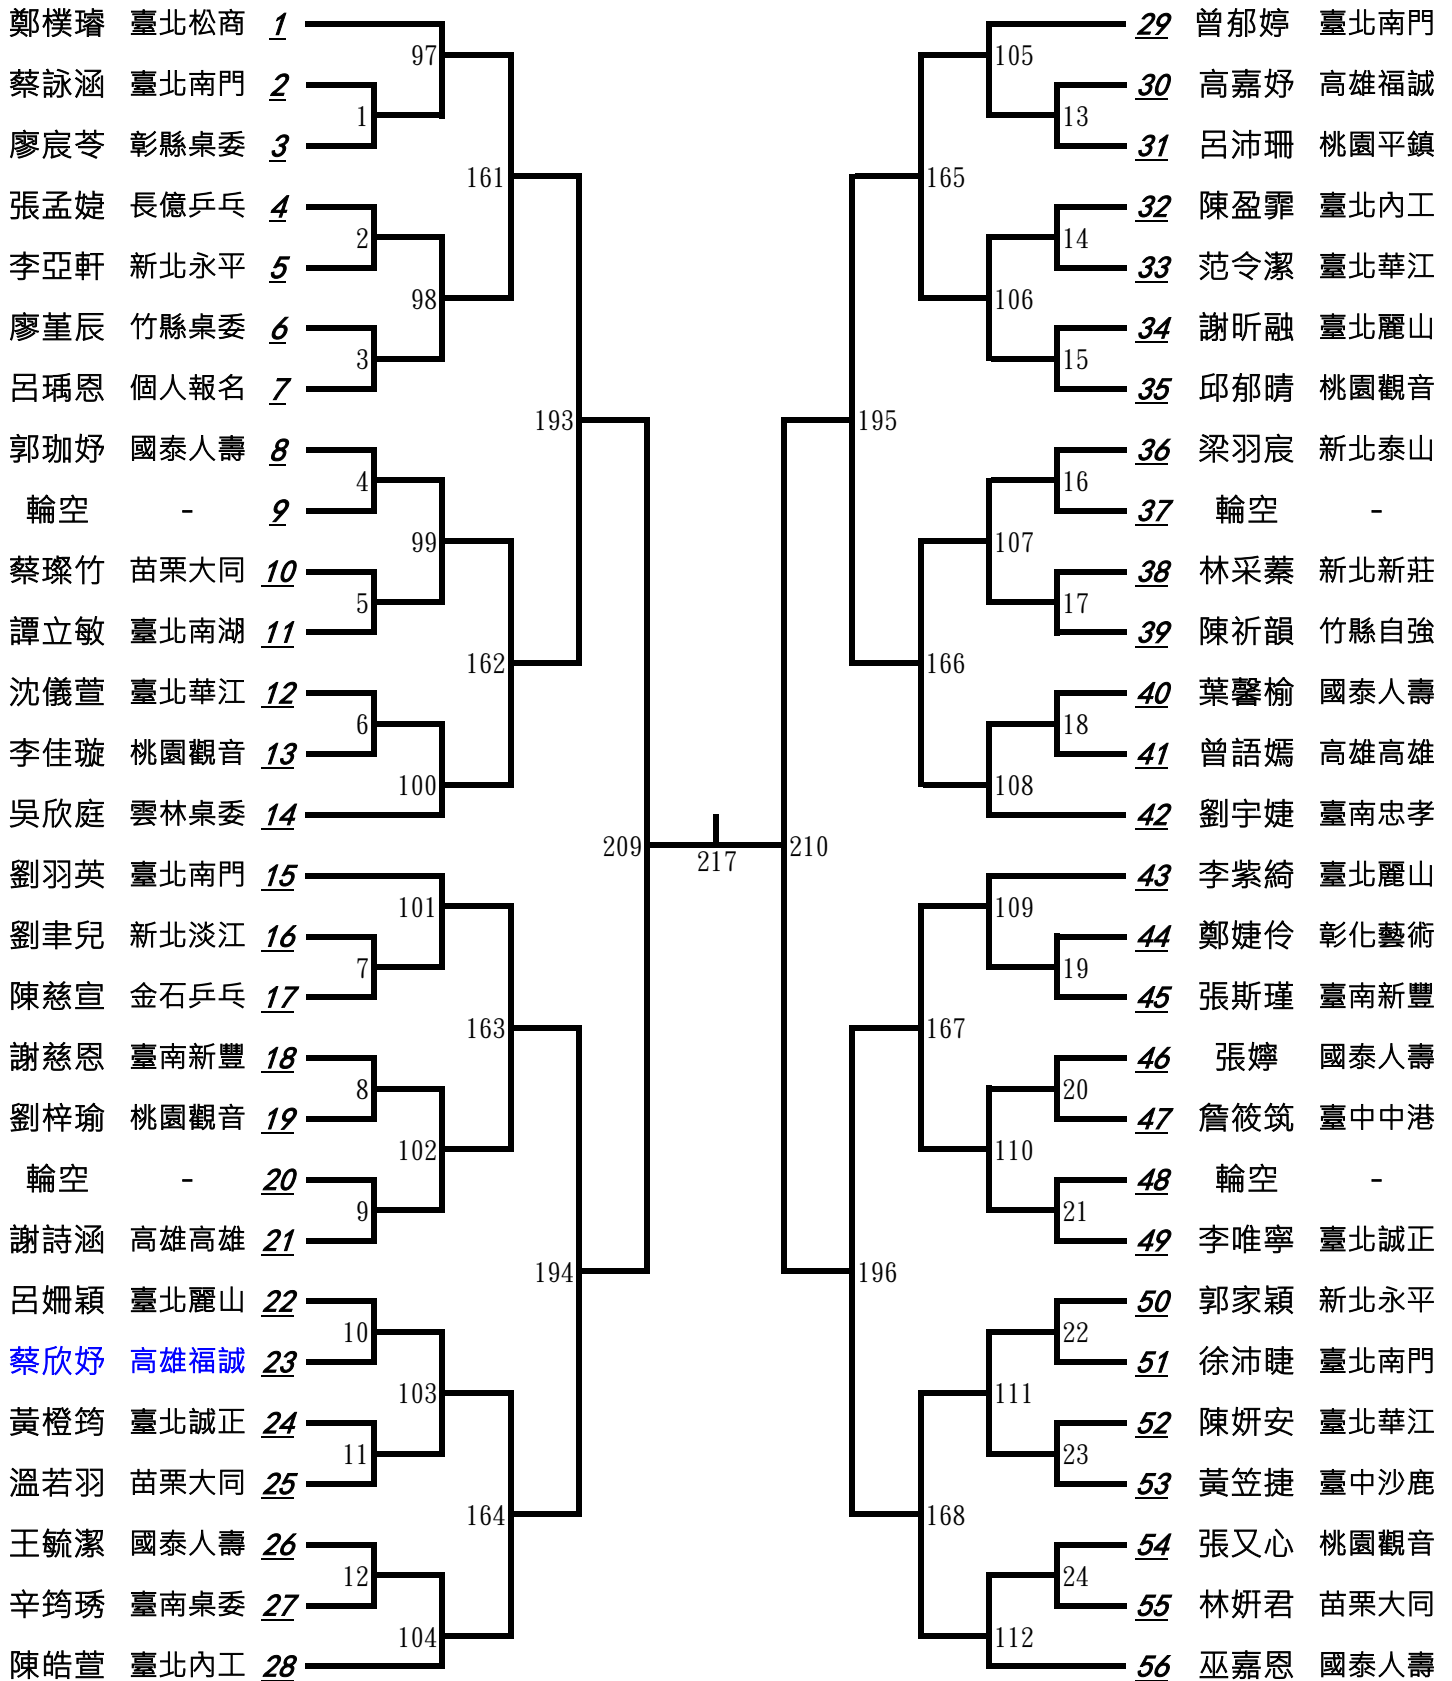 鄭樸璿 臺北松商 1 29 曾郁婷 臺北南門
97 105
蔡詠涵 臺北南門 2 30 高嘉妤 高雄福誠
1 13
廖宸苓 彰縣桌委 3 31 呂沛珊 桃園平鎮
161 165
張孟婕 長億乒乓 4 32 陳盈霏 臺北內工
2 14
李亞軒 新北永平 5 33 范令潔 臺北華江
98 106
廖堇辰 竹縣桌委 6 34 謝昕融 臺北麗山
3 15
呂瑀恩 個人報名 7 35 邱郁晴 桃園觀音
193 195
郭珈妤 國泰人壽 8 36 梁羽宸 新北泰山
4 16
輪空 - 9 37 輪空 -
99 107
蔡璨竹 苗栗大同 10 38 林采蓁 新北新莊
5 17
譚立敏 臺北南湖 11 39 陳祈韻 竹縣自強
162 166
沈儀萱 臺北華江 12 40 葉馨榆 國泰人壽
6 18
李佳璇 桃園觀音 13 41 曾語嫣 高雄高雄
100 108
吳欣庭 雲林桌委 14 42 劉宇婕 臺南忠孝
209 217 210
劉羽英 臺北南門 15 43 李紫綺 臺北麗山
101 109
劉聿兒 新北淡江 16 44 鄭婕伶 彰化藝術
7 19
陳慈宣 金石乒乓 17 45 張斯瑾 臺南新豐
163 167
謝慈恩 臺南新豐 18 46 張嬣 國泰人壽
8 20
劉梓瑜 桃園觀音 19 47 詹筱筑 臺中中港
102 110
輪空 - 20 48 輪空 -
9 21
謝詩涵 高雄高雄 21 49 李唯寧 臺北誠正
194 196
呂姍穎 臺北麗山 22 50 郭家穎 新北永平
10 22
蔡欣妤 高雄福誠 23 51 徐沛睫 臺北南門
103 111
黃橙筠 臺北誠正 24 52 陳妍安 臺北華江
11 23
溫若羽 苗栗大同 25 53 黃笠捷 臺中沙鹿
164 168
王毓潔 國泰人壽 26 54 張又心 桃園觀音
12 24
辛筠琇 臺南桌委 27 55 林妍君 苗栗大同
104 112
陳皓萱 臺北內工 28 56 巫嘉恩 國泰人壽